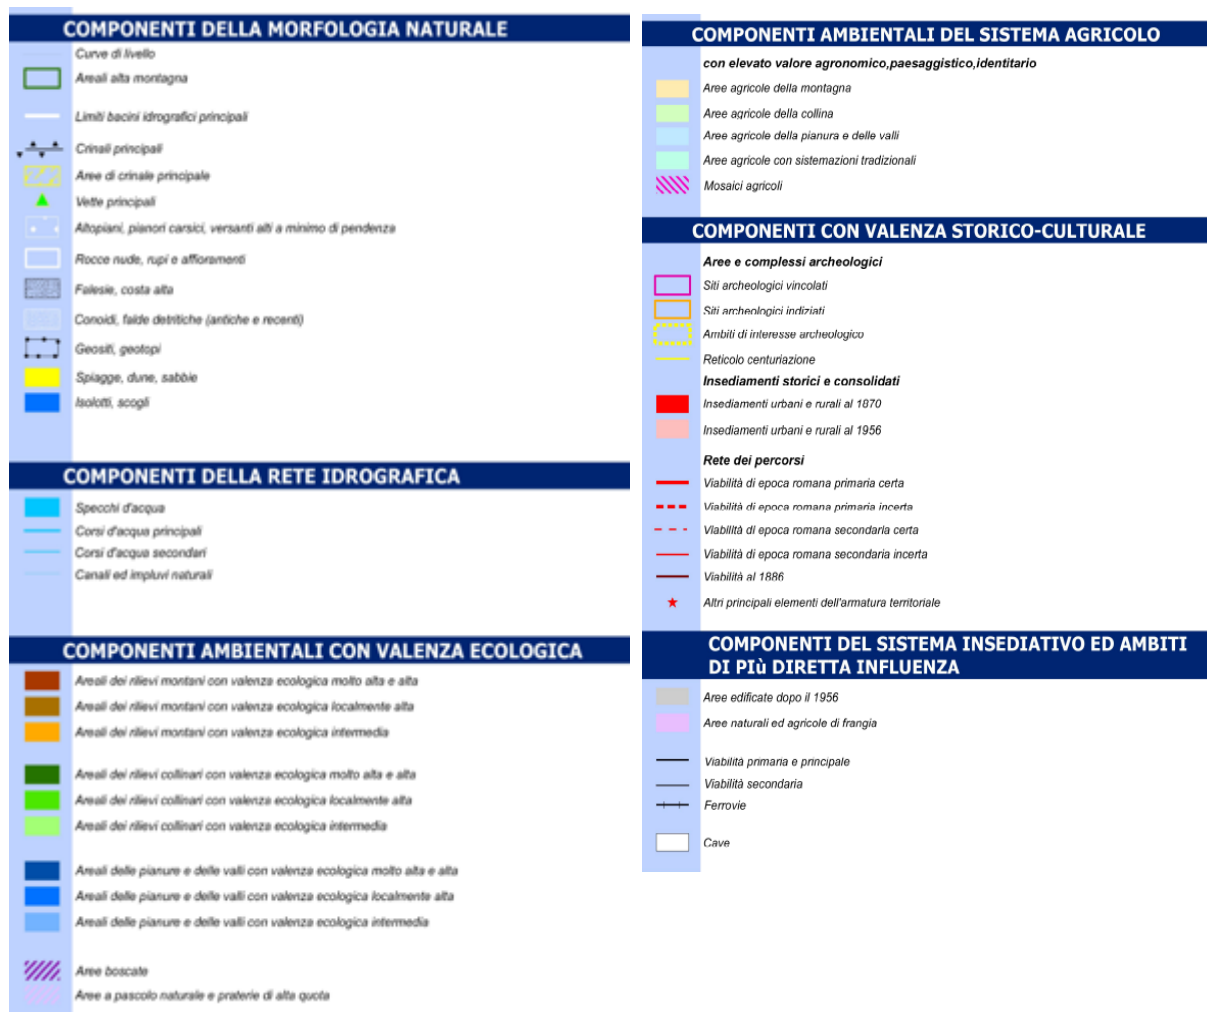 COMPONENTI DELLA MORFOLOGIA NATURALE
Curve di livello
Areali alta montagna
Limiti bacini idrografici principali
Crinali principali
Aree di crinale principale
Vette principali
Altopiani, pianori carsici, versanti alti a minimo di pendenza
Rocce nude, rupi e affioramenti
Falesie, costa alta
Conoidi, falde detritiche (antiche e recenti)
Geositi, geotopi
Spiagge, dune, sabbie
Isolotti, scogli
COMPONENTI DELLA RETE IDROGRAFICA
Specchi d'acqua
Corsi d'acqua principali
Corsi d'acqua secondari
Canali ed impluvi naturali
COMPONENTI AMBIENTALI CON VALENZA ECOLOGICA
Areali dei rilievi montani con valenza ecologica molto alta e alta
Areali dei rilievi montani con valenza ecologica localmente alta
Areali dei rilievi montani con valenza ecologica intermedia
Areali dei rilievi collinari con valenza ecologica molto alta e alta
Areali dei rilievi collinari con valenza ecologica localmente alta
Areali dei rilievi collinari con valenza ecologica intermedia
Areali delle pianure e delle valli con valenza ecologica molto alta e alta
Areali delle pianure e delle valli con valenza ecologica localmente alta
Areali delle pianure e delle valli con valenza ecologica intermedia
Aree boscate
Aree a pascolo naturale e praterie di alta quota
COMPONENTI AMBIENTALI DEL SISTEMA AGRICOLO
con elevato valore agronomico,paesaggistico,identitario
Aree agricole della montagna
Aree agricole della collina
Aree agricole della pianura e delle valli
Aree agricole con sistemazioni tradizionali
Mosaici agricoli
COMPONENTI CON VALENZA STORICO-CULTURALE
Aree e complessi archeologici
Siti archeologici vincolati
Siti archeologici indiziati
Ambiti di interesse archeologico
Reticolo centuriazione
Insediamenti storici e consolidati
Insediamenti urbani e rurali al 1870
Insediamenti urbani e rurali al 1956
Rete dei percorsi
Viabilità di epoca romana primaria certa
Viabilità di epoca romana primaria incerta
Viabilità di epoca romana secondaria certa
Viabilità di epoca romana secondaria incerta
Viabilità al 1886
Altri principali elementi dell'armatura territoriale
COMPONENTI DEL SISTEMA INSEDIATIVO ED AMBITI
DI PIù DIRETTA INFLUENZA
Aree edificate dopo il 1956
Aree naturali ed agricole di frangia
Viabilità primaria e principale
Viabilità secondaria
Ferrovie
Cave